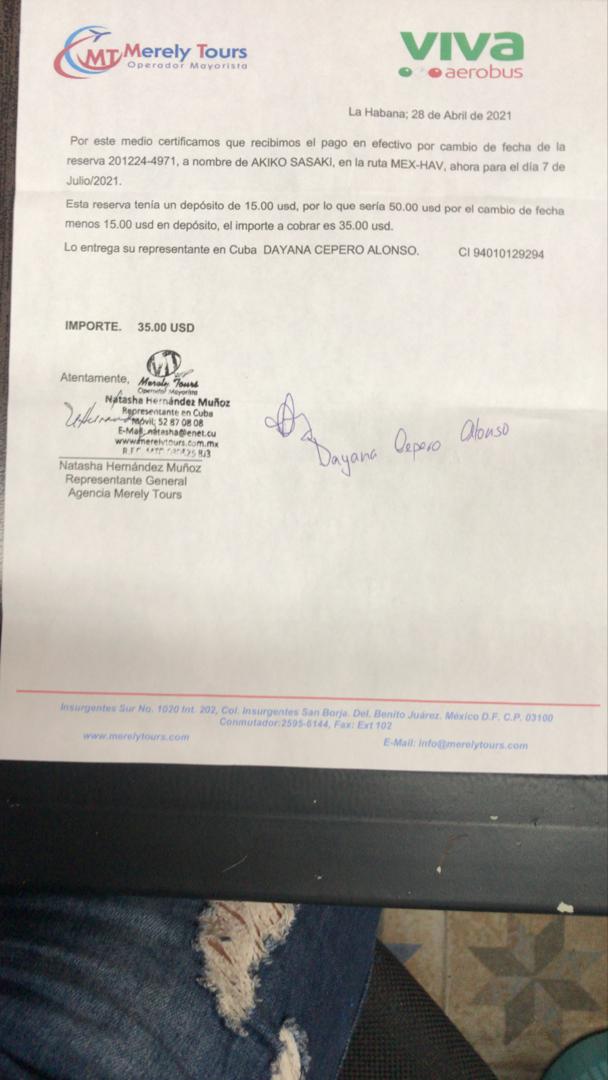 MT Merely Tours
Operador Mayorista
VIVA
aerobus
La Habana; 28 de Abril de 2021
Por este medio certificamos que recibimos el pago en efectivo por cambio de fecha de la
reserva 201224-4971, a nombre de AKIKO SASAKI, en la ruta MEX-HAV, ahora para el día 7 de
Julio/2021.
Esta reserva tenía un depósito de 15.00 usd, por lo que sería 50.00 usd por el cambio de fecha
menos 15.00 usd en depósito, el importe a cobrar es 35.00 usd.
Lo entrega su representante en Cuba DAYANA CEPERO ALONSO. CI 94010129294
IMPORTE. 35.00 USD
Atentamente,
Merely Tours
Operador Mayorista
Natasha Hernández Muñoz
Representante en Cuba
Móvil: 52 87 08 08
E-Mail: natasha@enet.cu
www.merelytours.com.mx
Natasha Hernández Muñoz
Representante General
Agencia Merely Tours
Dayana Cepero Alonso
Insurgentes Sur No. 1020 Int. 202, Col. Insurgentes San Borja. Del. Benito Juárez. México D.F. C.P. 03100
Conmutador:2595-6144, Fax: Ext 102
www.merelytours.com E-Mail: info@merelytours.com